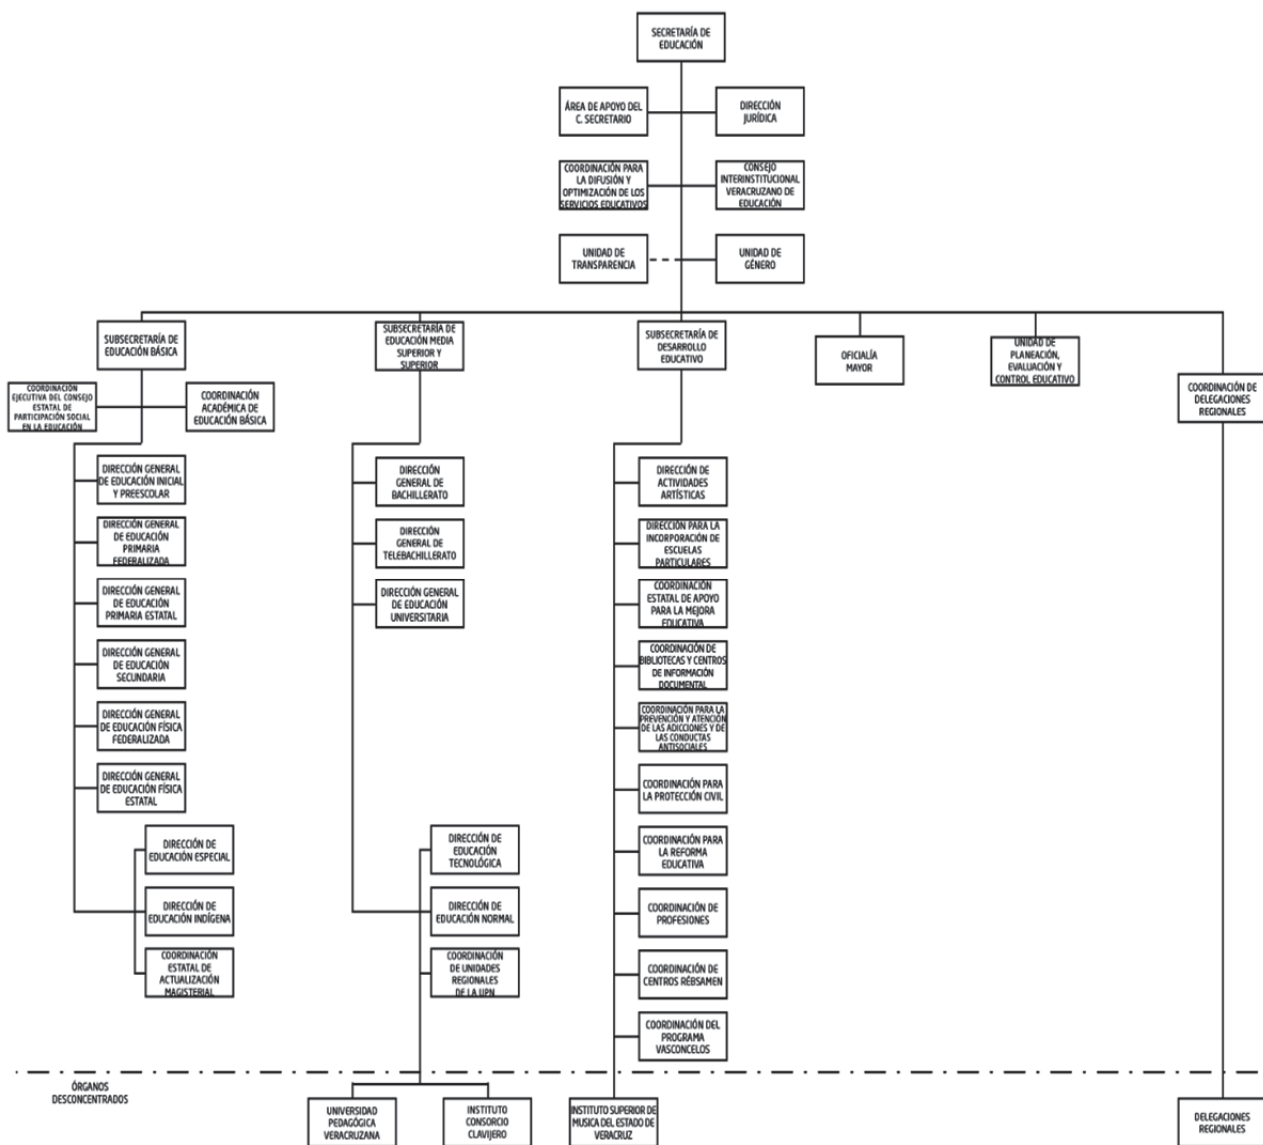 SECRETARÍA DE
EDUCACIÓN
ÁREA DE APOYO DEL
C. SECRETARIO
DIRECCIÓN
JURÍDICA
COORDINACIÓN PARA
LA DIFUSIÓN Y
OPTIMIZACIÓN DE LOS
SERVICIOS EDUCATIVOS
CONSEJO
INTERINSTITUCIONAL
VERACRUZANO DE
EDUCACIÓN
UNIDAD DE
TRANSPARENCIA
UNIDAD DE
GÉNERO
SUBSECRETARÍA DE
EDUCACIÓN BÁSICA
SUBSECRETARÍA DE
EDUCACIÓN MEDIA
SUPERIOR Y
SUPERIOR
SUBSECRETARÍA DE
DESARROLLO
EDUCATIVO
OFICIALÍA
MAYOR
UNIDAD DE
PLANEACIÓN,
EVALUACIÓN Y
CONTROL EDUCATIVO
COORDINACIÓN DE
DELEGACIONES
REGIONALES
COORDINACIÓN
EJECUTIVA DEL CONSEJO
ESTATAL DE
PARTICIPACIÓN SOCIAL
EN LA EDUCACIÓN
COORDINACIÓN
ACADÉMICA DE
EDUCACIÓN BÁSICA
DIRECCIÓN GENERAL
DE EDUCACIÓN INICIAL
Y PREESCOLAR
DIRECCIÓN GENERAL
DE EDUCACIÓN
PRIMARIA
FEDERALIZADA
DIRECCIÓN GENERAL
DE EDUCACIÓN
PRIMARIA ESTATAL
DIRECCIÓN GENERAL
DE EDUCACIÓN
SECUNDARIA
DIRECCIÓN GENERAL
DE EDUCACIÓN FÍSICA
FEDERALIZADA
DIRECCIÓN GENERAL
DE EDUCACIÓN FÍSICA
ESTATAL
DIRECCIÓN DE
EDUCACIÓN ESPECIAL
DIRECCIÓN DE
EDUCACIÓN INDÍGENA
COORDINACIÓN
ESTATAL DE
ACTUALIZACIÓN
MAGISTERIAL
DIRECCIÓN
GENERAL DE
BACHILLERATO
DIRECCIÓN
GENERAL DE
TELEBACHILLERATO
DIRECCIÓN GENERAL
DE EDUCACIÓN
UNIVERSITARIA
DIRECCIÓN DE
EDUCACIÓN
TECNOLÓGICA
DIRECCIÓN DE
EDUCACIÓN NORMAL
COORDINACIÓN
DE UNIDADES
REGIONALES
DE LA UPN
DIRECCIÓN DE
ACTIVIDADES
ARTÍSTICAS
DIRECCIÓN PARA LA
INCORPORACIÓN DE
ESCUELAS
PARTICULARES
COORDINACIÓN
ESTATAL DE APOYO
PARA LA MEJORA
EDUCATIVA
COORDINACIÓN DE
BIBLIOTECAS Y CENTROS
DE INFORMACIÓN
DOCUMENTAL
COORDINACIÓN PARA LA
PREVENCIÓN Y ATENCIÓN
DE LAS ADICCIONES Y DE
LAS CONDUCTAS
ANTISOCIALES
COORDINACIÓN PARA
LA PROTECCIÓN CIVIL
COORDINACIÓN PARA
LA REFORMA
EDUCATIVA
COORDINACIÓN DE
PROFESIONES
COORDINACIÓN DE
CENTROS RÉBSAMEN
COORDINACIÓN DEL
PROGRAMA
VASCONCELOS
ÓRGANOS
DESCONCENTRADOS
UNIVERSIDAD
PEDAGÓGICA
VERACRUZANA
INSTITUTO
CONSORCIO
CLAVIJERO
INSTITUTO SUPERIOR DE
MUSICA DEL ESTADO DE
VERACRUZ
DELEGACIONES
REGIONALES